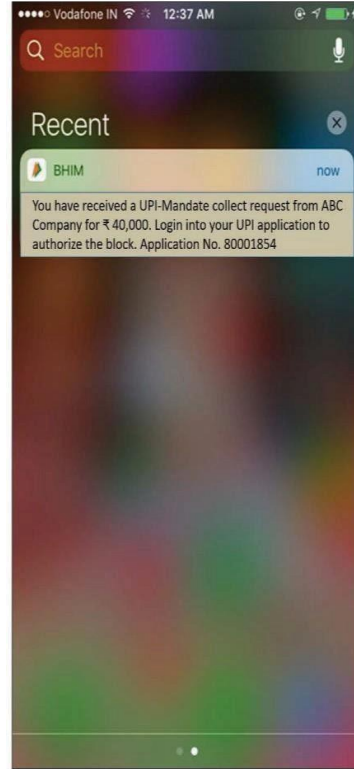 Vodafone IN 12:37 AM
Search
Recent
BHIM now
You have received a UPI-Mandate collect request from ABC
Company for ₹ 40,000. Login into your UPI application to
authorize the block. Application No. 80001854